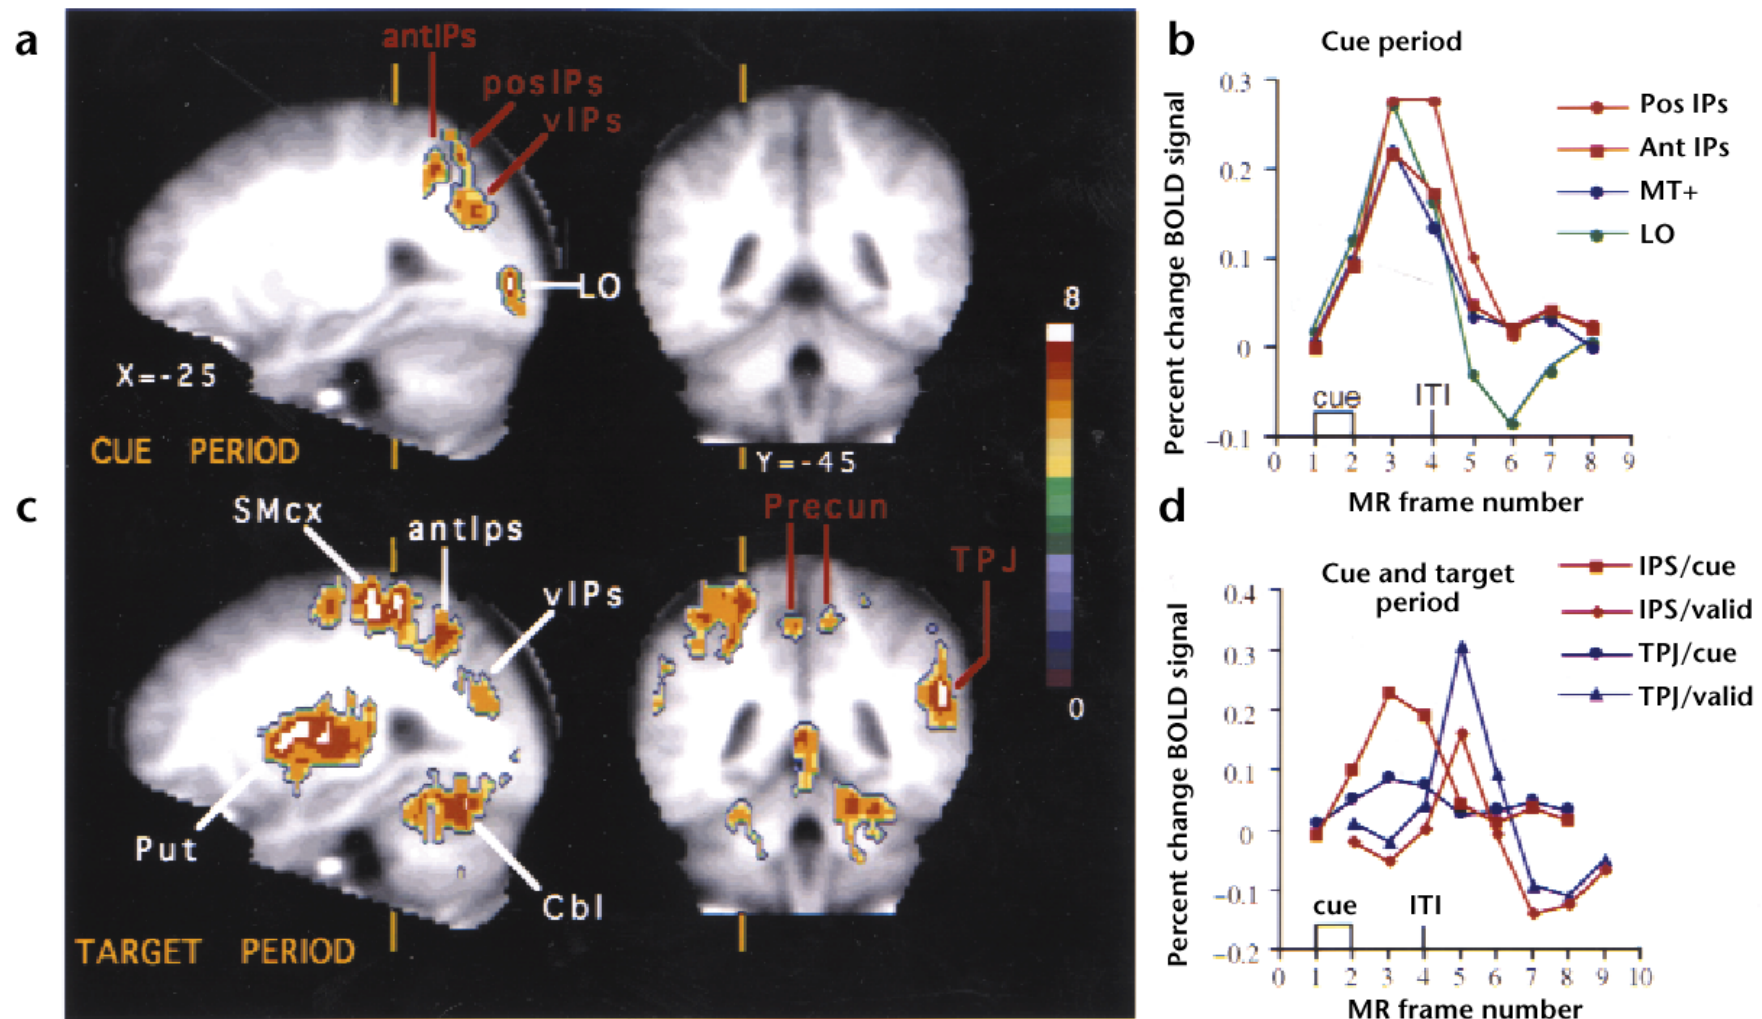 a
antIPs
posIPs
vIPs
LO
X=-25
CUE PERIOD
Y=-45
8
0
b
Cue period
Percent change BOLD signal
0.3
0.2
0.1
0
–0.1
cue
ITI
0 1 2 3 4 5 6 7 8 9
MR frame number
Pos IPs
Ant IPs
MT+
LO
c
SMcx
antIps
vIPs
Put
Cbl
TARGET PERIOD
Precun
TPJ
d
Cue and target
period
Percent change BOLD signal
0.4
0.3
0.2
0.1
0
–0.1
–0.2
cue
ITI
0 1 2 3 4 5 6 7 8 9 10
MR frame number
IPS/cue
IPS/valid
TPJ/cue
TPJ/valid